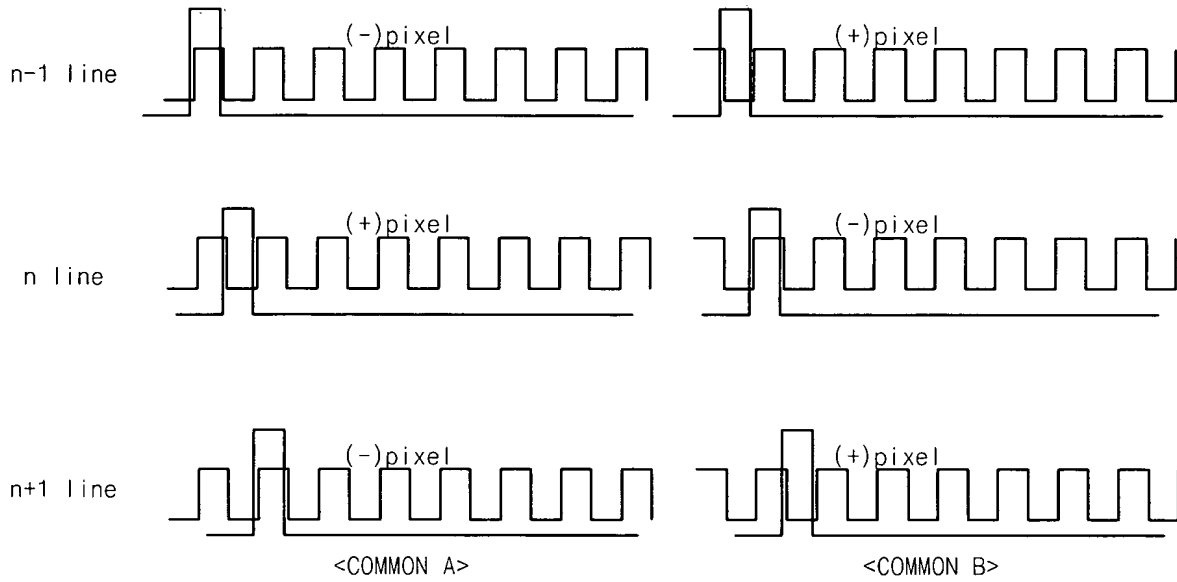 (-)pixel (+)pixel
n-1 line
(+)pixel (-)pixel
n line
(-)pixel (+)pixel
n+1 line
<COMMON A> <COMMON B>